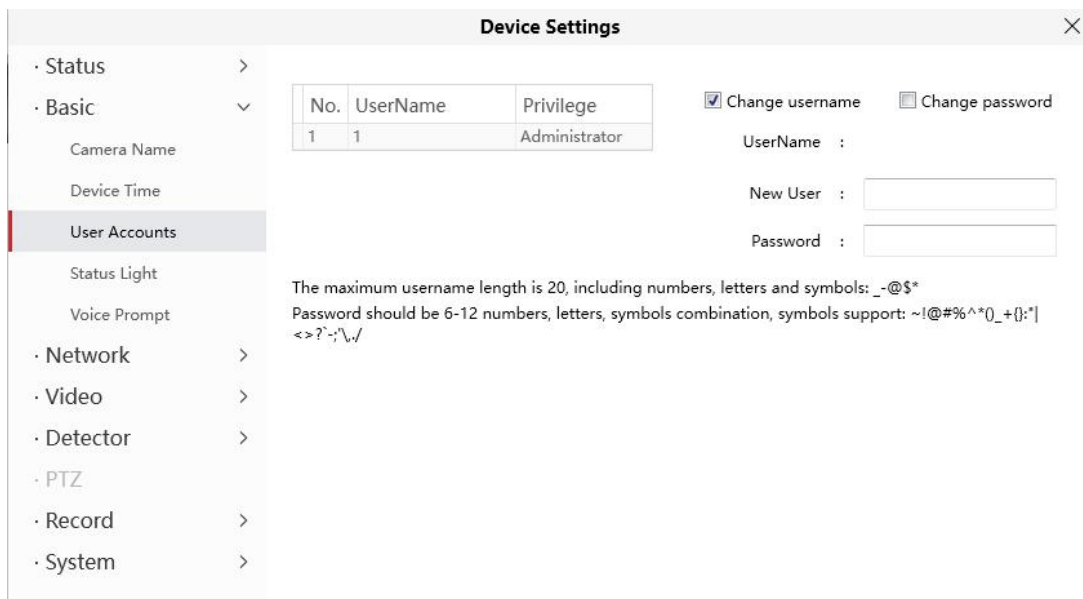 Device Settings
· Status
· Basic
Camera Name
Device Time
User Accounts
Status Light
Voice Prompt
· Network
· Video
· Detector
· PTZ
· Record
· System
No. UserName Privilege
1 1 Administrator
Change username Change password
UserName :
New User :
Password :
The maximum username length is 20, including numbers, letters and symbols: _-@$*
Password should be 6-12 numbers, letters, symbols combination, symbols support: ~!@#%^*()_+{}:"|
<>?`-;'\,./